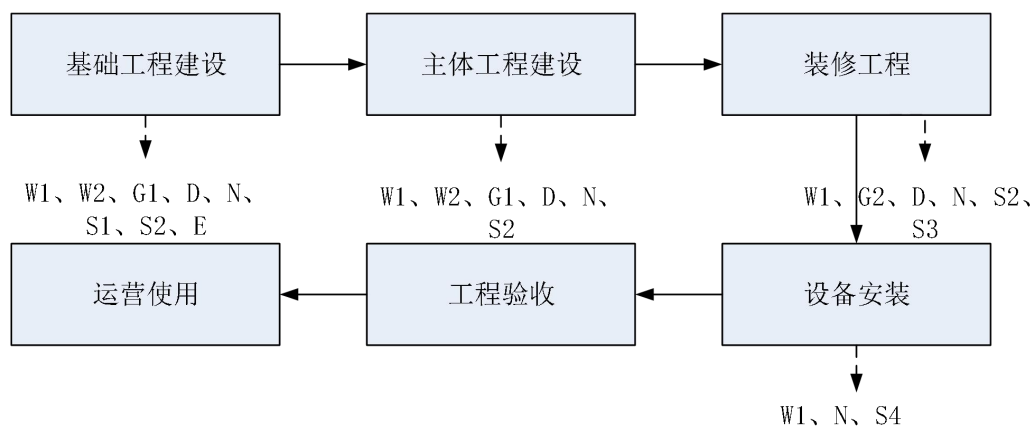 基础工程建设
主体工程建设
装修工程
W1、W2、G1、D、N、
S1、S2、E
W1、W2、G1、D、N、
S2
W1、G2、D、N、S2、
S3
运营使用
工程验收
设备安装
W1、N、S4